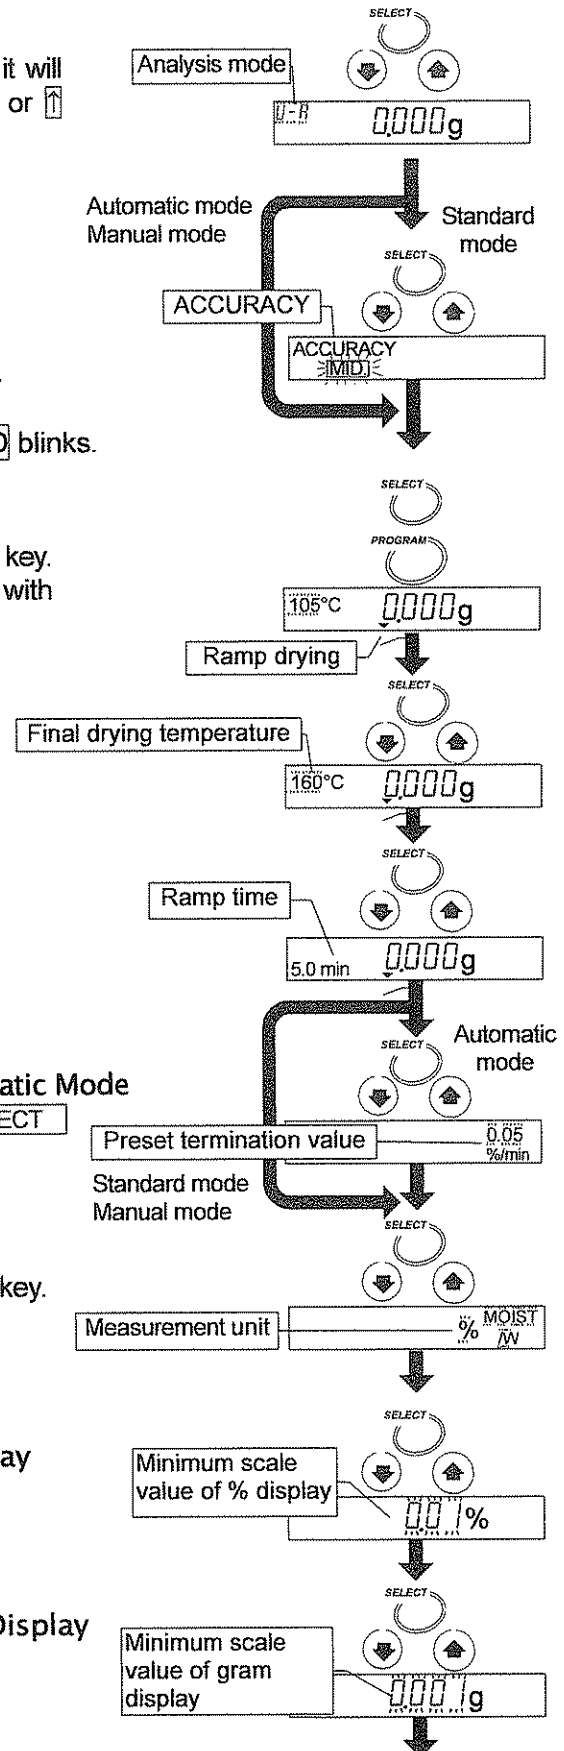 SELECT
it will
Analysis mode
or ↑
U-A 0.000g
Automatic mode
Manual mode
Standard
mode
SELECT
ACCURACY
ACCURACY
MID.
blinks.
SELECT
key.
PROGRAM
with
105°C 0.000g
Ramp drying
SELECT
Final drying temperature
160°C 0.000g
SELECT
Ramp time
5.0 min 0.000g
Automatic
mode
SELECT
atic Mode
ECT
Preset termination value
0.05
%/min
Standard mode
Manual mode
SELECT
key.
Measurement unit
% MOIST
/W
SELECT
ay
Minimum scale
value of % display
0.01%
SELECT
Display
Minimum scale
value of gram
display
0.001g